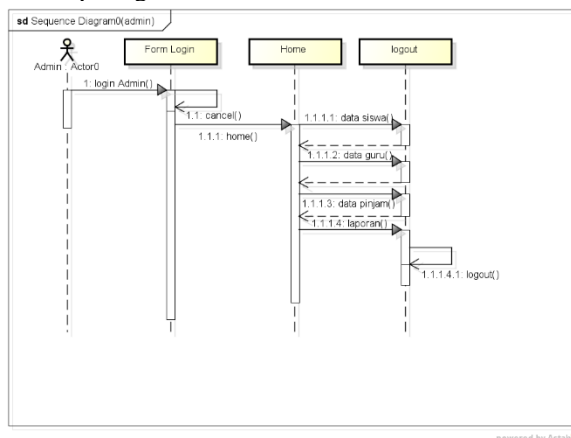 sd Sequence Diagram0(admin)
Form Login
Home
logout
Admin : Actor0
1: login Admin()
1.1: cancel()
1.1.1: home()
1.1.1.1: data siswa()
1.1.1.2: data guru()
1.1.1.3: data pinjam()
1.1.1.4: laporan()
1.1.1.4.1: logout()